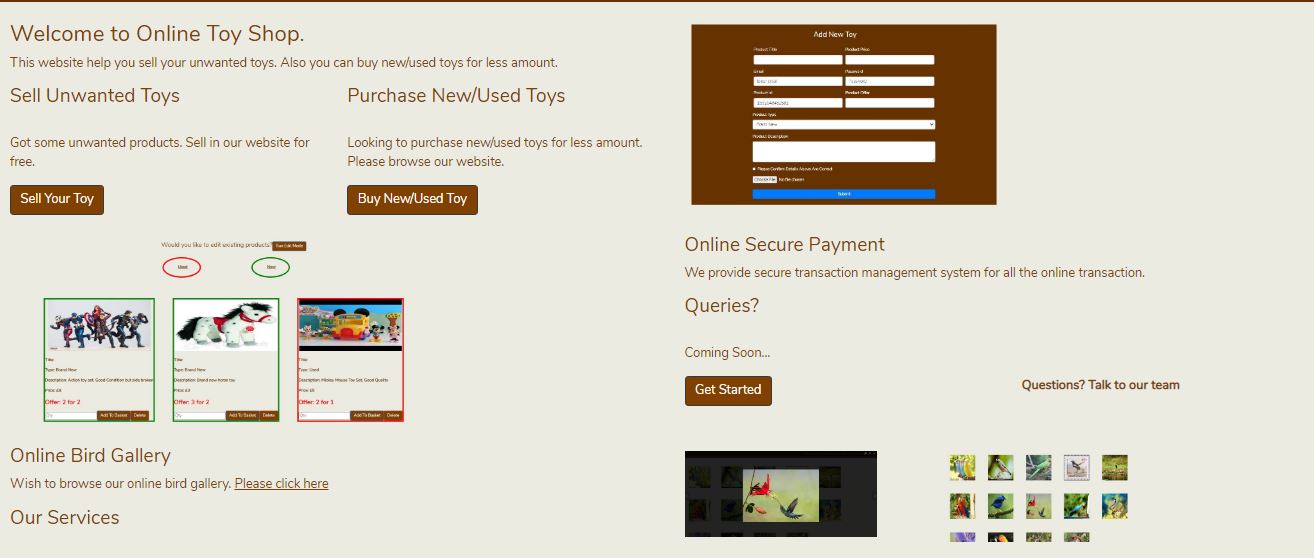 Welcome to Online Toy Shop.
This website help you sell your unwanted toys. Also you can buy new/used toys for less amount.
Sell Unwanted Toys
Got some unwanted products. Sell in our website for
free.
Sell Your Toy
Purchase New/Used Toys
Looking to purchase new/used toys for less amount.
Please browse our website.
Buy New/Used Toy
Would you like to edit existing products? Run Edit Mode
Used
New
Title:
Type: Brand New
Description: Action toy set. Good Condition but side broken
Price: £8
Offer: 2 for 2
Qty
Add To Basket
Delete
Title:
Type: Brand New
Description: Brand new horse toy
Offer: 3 for 2
Qty
Add To Basket
Delete
Title:
Type: Used
Description: Mickey Mouse Toy Set. Good Quality
Offer: 2 for 1
Qty
Add To Basket
Delete
Online Bird Gallery
Wish to browse our online bird gallery. Please click here
Our Services
Add New Toy
Product Title
Product Price
Email
Password
Enter email
Password
Product Id
Product Offer
Product Type
Product Description
Please Confirm Details Above Are Correct
Choose File No file chosen
Submit
Online Secure Payment
We provide secure transaction management system for all the online transaction.
Queries?
Coming Soon...
Get Started
Questions? Talk to our team